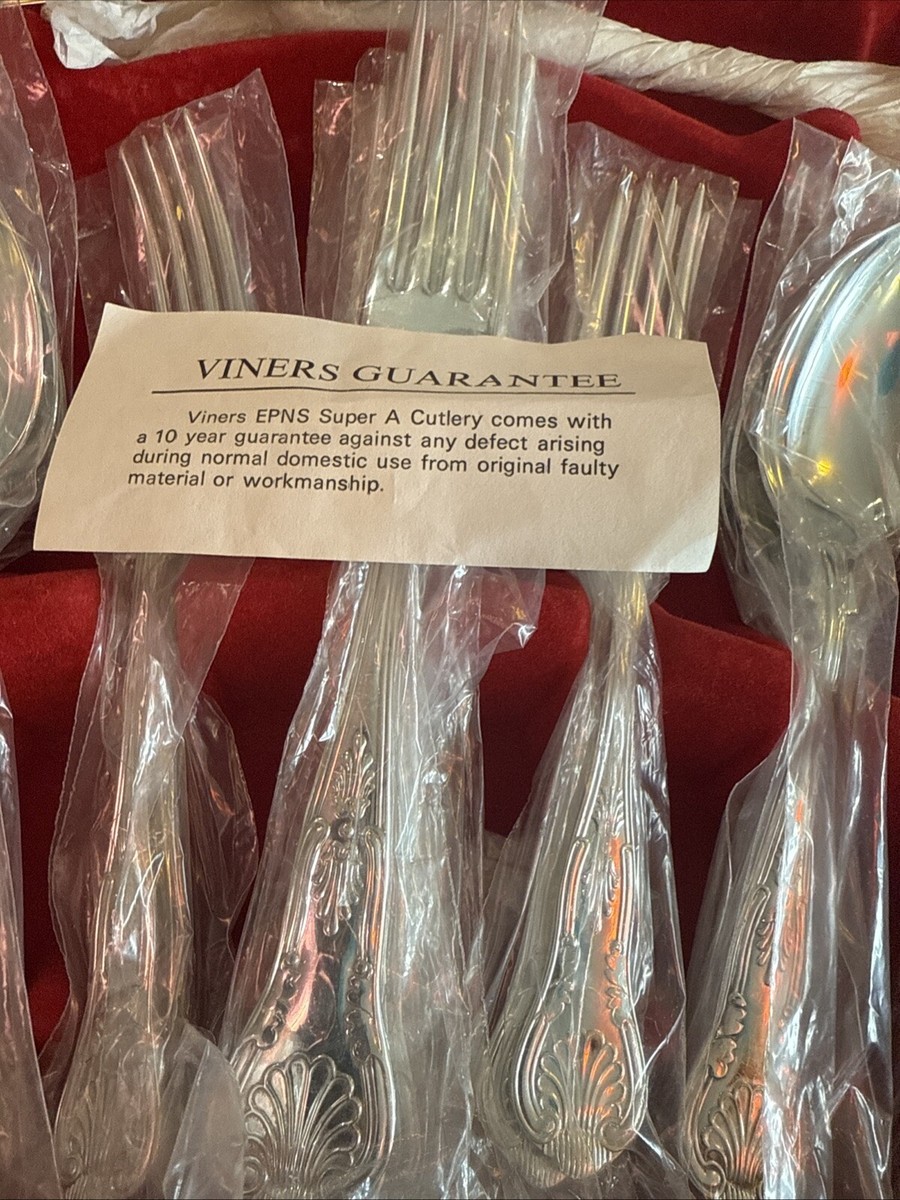 VINERS GUARANTEE
Viners EPNS Super A Cutlery comes with
a 10 year guarantee against any defect arising
during normal domestic use from original faulty
material or workmanship.